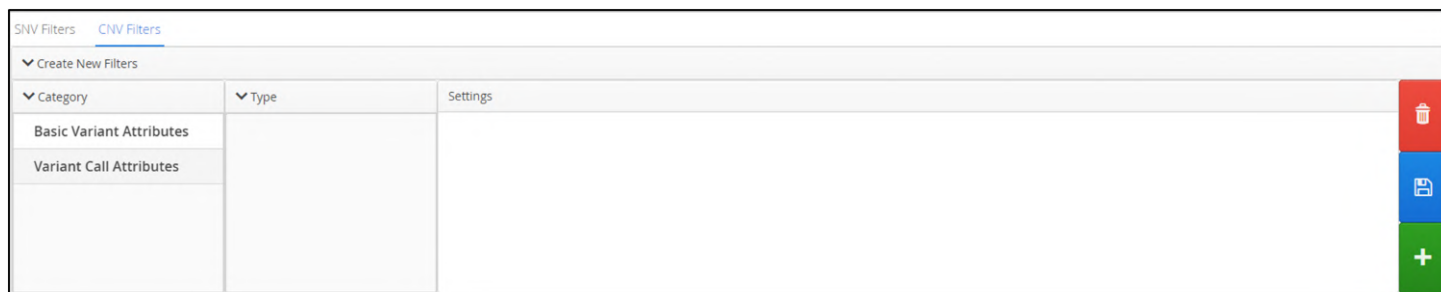 SNV Filters CNV Filters
Create New Filters
Category Type Settings
Basic Variant Attributes
Variant Call Attributes